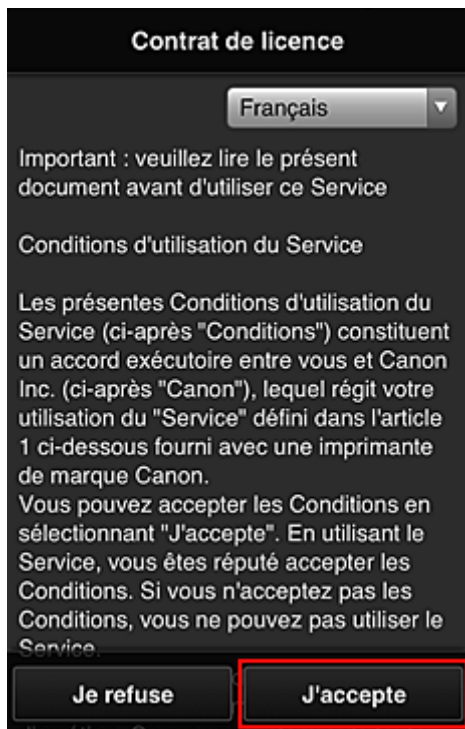 Contrat de licence
Français
Important : veuillez lire le présent
document avant d'utiliser ce Service
Conditions d'utilisation du Service
Les présentes Conditions d'utilisation du
Service (ci-après "Conditions") constituent
un accord exécutoire entre vous et Canon
Inc. (ci-après "Canon"), lequel régit votre
utilisation du "Service" défini dans l'article
1 ci-dessous fourni avec une imprimante
de marque Canon.
Vous pouvez accepter les Conditions en
sélectionnant "J'accepte". En utilisant le
Service, vous êtes réputé accepter les
Conditions. Si vous n'acceptez pas les
Conditions, vous ne pouvez pas utiliser le
Service.
Je refuse
J'accepte